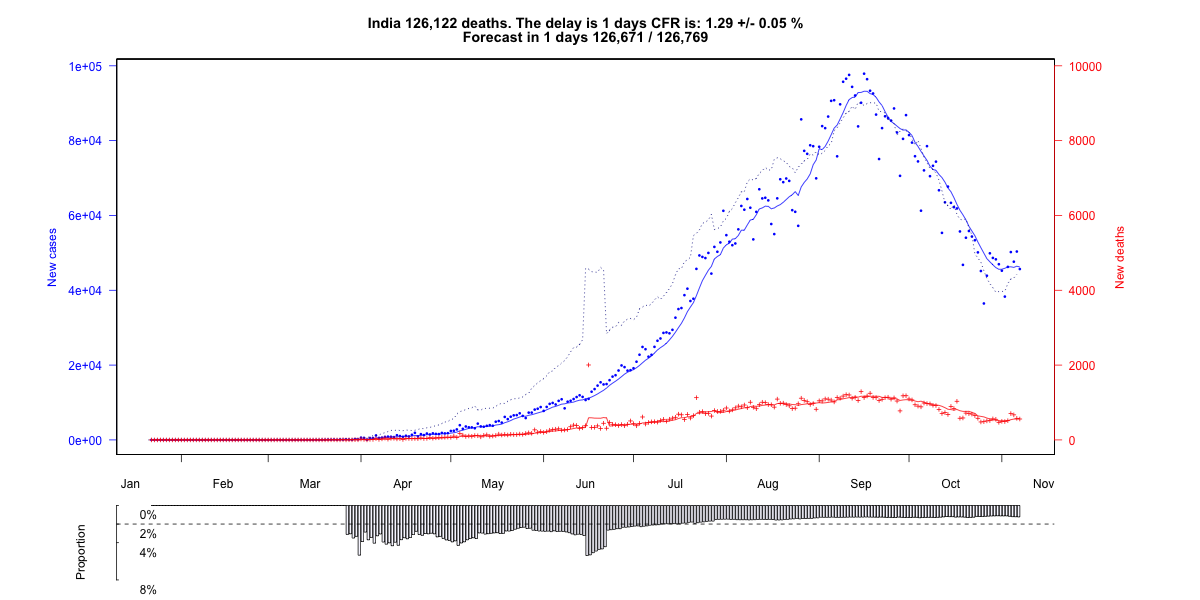 India 126,122 deaths. The delay is 1 days CFR is: 1.29 +/- 0.05 %
Forecast in 1 days 126,671 / 126,769
1e+05
8e+04
6e+04
4e+04
2e+04
0e+00
New cases
10000
8000
6000
4000
2000
0
New deaths
Jan Feb Mar Apr May Jun Jul Aug Sep Oct Nov
0%
2%
4%
8%
Proportion